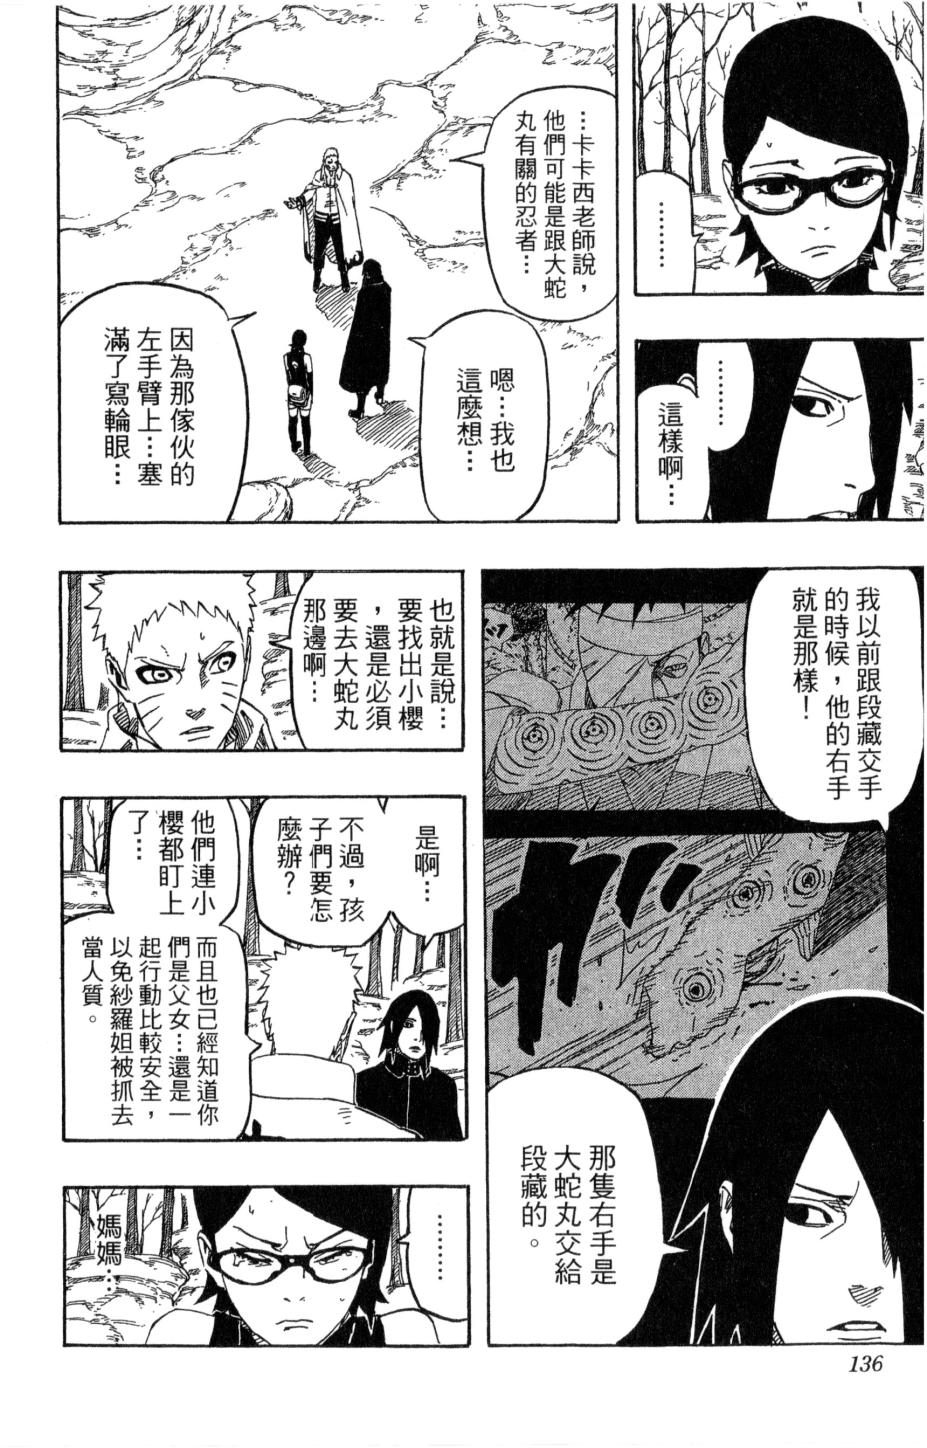 …………
…………
這樣啊…
…卡卡西老師說，
他們可能是跟大蛇
丸有關的忍者…
嗯…我也
這麼想…
因為那傢伙的
左手臂上…塞
滿了寫輪眼…
我以前跟段藏交手
的時候，他的右手
就是那樣！
那隻右手是
大蛇丸交給
段藏的。
也就是說…
要找出小櫻
，還是必須
要去大蛇丸
那邊啊…
是啊…
不過，孩
子們要怎
麼辦？
他們連小
櫻都盯上
了…
而且也已經知道你
們是父女…還是一
起行動比較安全，
以免紗羅妲被抓去
當人質。
…………
媽媽…
136